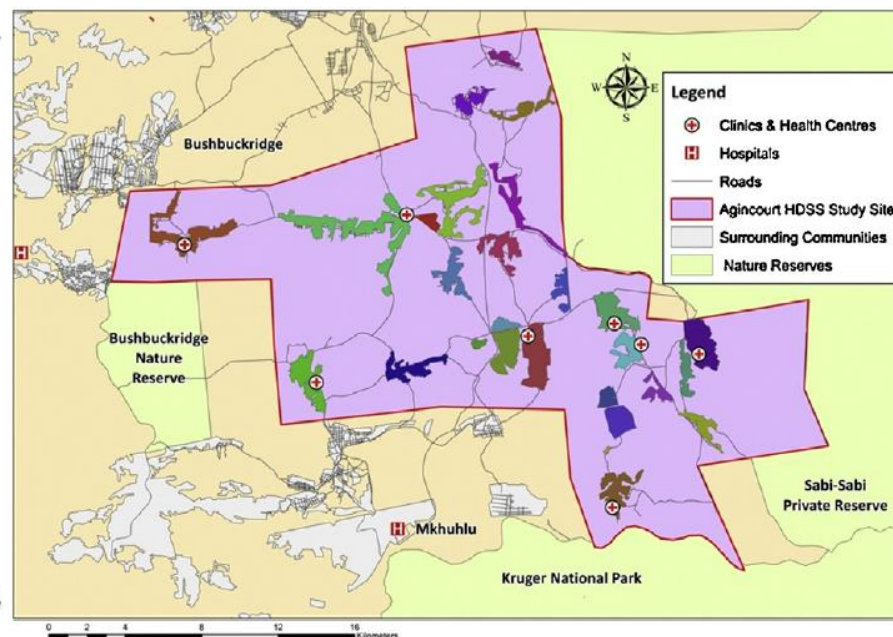 N
W E
S
Legend
Clinics & Health Centres
H Hospitals
Roads
Agincourt HDSS Study Site
Surrounding Communities
Nature Reserves
Bushbuckridge
H
Bushbuckridge
Nature
Reserve
H Mkhuhlu
Sabi-Sabi
Private Reserve
Kruger National Park
0 2 4 8 12 16
Kilometers